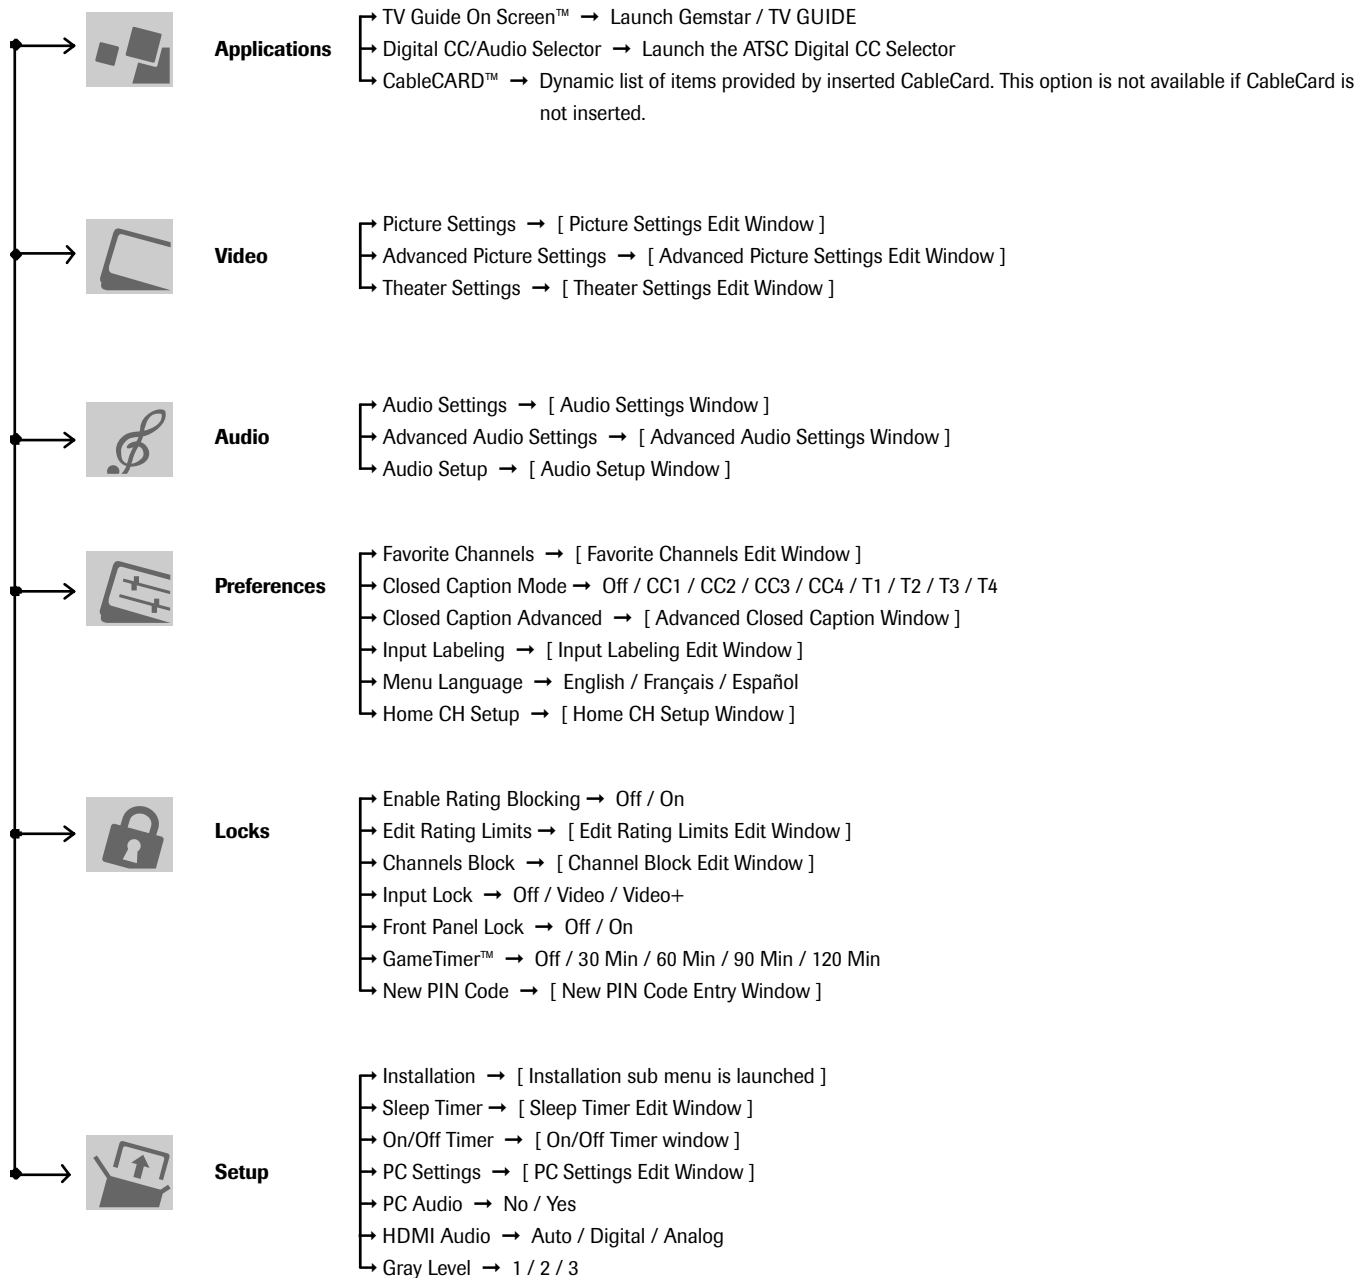 Applications
TV Guide On Screen™ → Launch Gemstar / TV GUIDE
Digital CC/Audio Selector → Launch the ATSC Digital CC Selector
CableCARD™ → Dynamic list of items provided by inserted CableCard. This option is not available if CableCard is
not inserted.
Video
Picture Settings → [ Picture Settings Edit Window ]
Advanced Picture Settings → [ Advanced Picture Settings Edit Window ]
Theater Settings → [ Theater Settings Edit Window ]
Audio
Audio Settings → [ Audio Settings Window ]
Advanced Audio Settings → [ Advanced Audio Settings Window ]
Audio Setup → [ Audio Setup Window ]
Preferences
Favorite Channels → [ Favorite Channels Edit Window ]
Closed Caption Mode → Off / CC1 / CC2 / CC3 / CC4 / T1 / T2 / T3 / T4
Closed Caption Advanced → [ Advanced Closed Caption Window ]
Input Labeling → [ Input Labeling Edit Window ]
Menu Language → English / Français / Español
Home CH Setup → [ Home CH Setup Window ]
Locks
Enable Rating Blocking → Off / On
Edit Rating Limits → [ Edit Rating Limits Edit Window ]
Channels Block → [ Channel Block Edit Window ]
Input Lock → Off / Video / Video+
Front Panel Lock → Off / On
GameTimer™ → Off / 30 Min / 60 Min / 90 Min / 120 Min
New PIN Code → [ New PIN Code Entry Window ]
Setup
Installation → [ Installation sub menu is launched ]
Sleep Timer → [ Sleep Timer Edit Window ]
On/Off Timer → [ On/Off Timer window ]
PC Settings → [ PC Settings Edit Window ]
PC Audio → No / Yes
HDMI Audio → Auto / Digital / Analog
Gray Level → 1 / 2 / 3